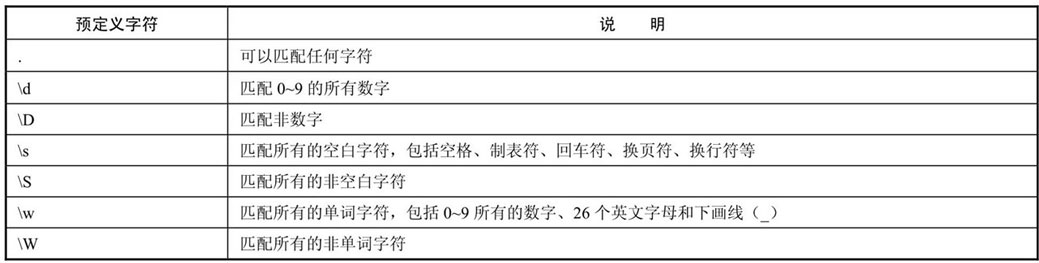 预定义字符 说 明
. 可以匹配任何字符
\d 匹配 0~9 的所有数字
\D 匹配非数字
\s 匹配所有的空白字符，包括空格、制表符、回车符、换页符、换行符等
\S 匹配所有的非空白字符
\w 匹配所有的单词字符，包括 0~9 所有的数字、26 个英文字母和下画线（_）
\W 匹配所有的非单词字符